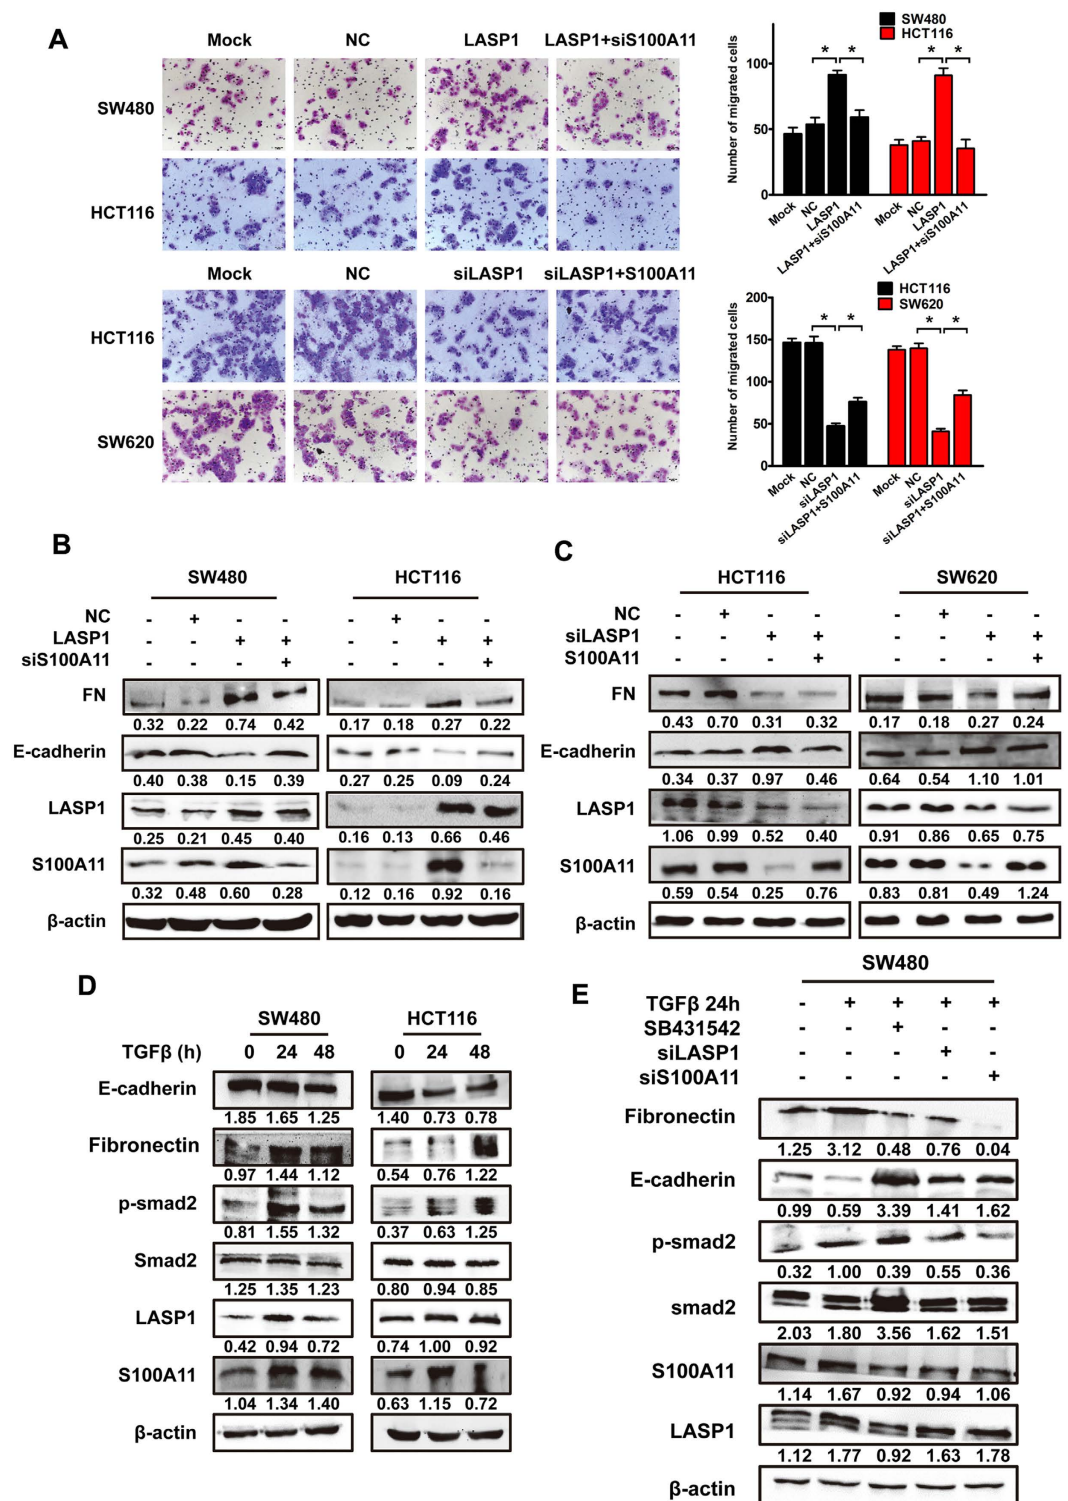 A
Mock NC LASP1 LASP1+siS100A11
SW480
HCT116
Mock NC siLASP1 siLASP1+S100A11
HCT116
SW620
SW480
HCT116
Number of migrated cells
100
50
0
* * * *
Mock NC LASP1 LASP1+siS100A11 Mock NC LASP1 LASP1+siS100A11
HCT116
SW620
Number of migrated cells
200
150
100
50
0
* * * *
Mock NC siLASP1 siLASP1+S100A11 Mock NC siLASP1 siLASP1+S100A11
B
SW480 HCT116
NC - + - - - + - -
LASP1 - - + + - - + +
siS100A11 - - - + - - - +
FN
0.32 0.22 0.74 0.42 0.17 0.18 0.27 0.22
E-cadherin
0.40 0.38 0.15 0.39 0.27 0.25 0.09 0.24
LASP1
0.25 0.21 0.45 0.40 0.16 0.13 0.66 0.46
S100A11
0.32 0.48 0.60 0.28 0.12 0.16 0.92 0.16
β-actin
C
HCT116 SW620
NC - + - - - + - -
siLASP1 - - + + - - + +
S100A11 - - - + - - - +
FN
0.43 0.70 0.31 0.32 0.17 0.18 0.27 0.24
E-cadherin
0.34 0.37 0.97 0.46 0.64 0.54 1.10 1.01
LASP1
1.06 0.99 0.52 0.40 0.91 0.86 0.65 0.75
S100A11
0.59 0.54 0.25 0.76 0.83 0.81 0.49 1.24
β-actin
D
SW480 HCT116
TGFβ (h) 0 24 48 0 24 48
E-cadherin
1.85 1.65 1.25 1.40 0.73 0.78
Fibronectin
0.97 1.44 1.12 0.54 0.76 1.22
p-smad2
0.81 1.55 1.32 0.37 0.63 1.25
Smad2
1.25 1.35 1.23 0.80 0.94 0.85
LASP1
0.42 0.94 0.72 0.74 1.00 0.92
S100A11
1.04 1.34 1.40 0.63 1.15 0.72
β-actin
E
SW480
TGFβ 24h - + + + +
SB431542 - - + - -
siLASP1 - - - + -
siS100A11 - - - - +
Fibronectin
1.25 3.12 0.48 0.76 0.04
E-cadherin
0.99 0.59 3.39 1.41 1.62
p-smad2
0.32 1.00 0.39 0.55 0.36
smad2
2.03 1.80 3.56 1.62 1.51
S100A11
1.14 1.67 0.92 0.94 1.06
LASP1
1.12 1.77 0.92 1.63 1.78
β-actin